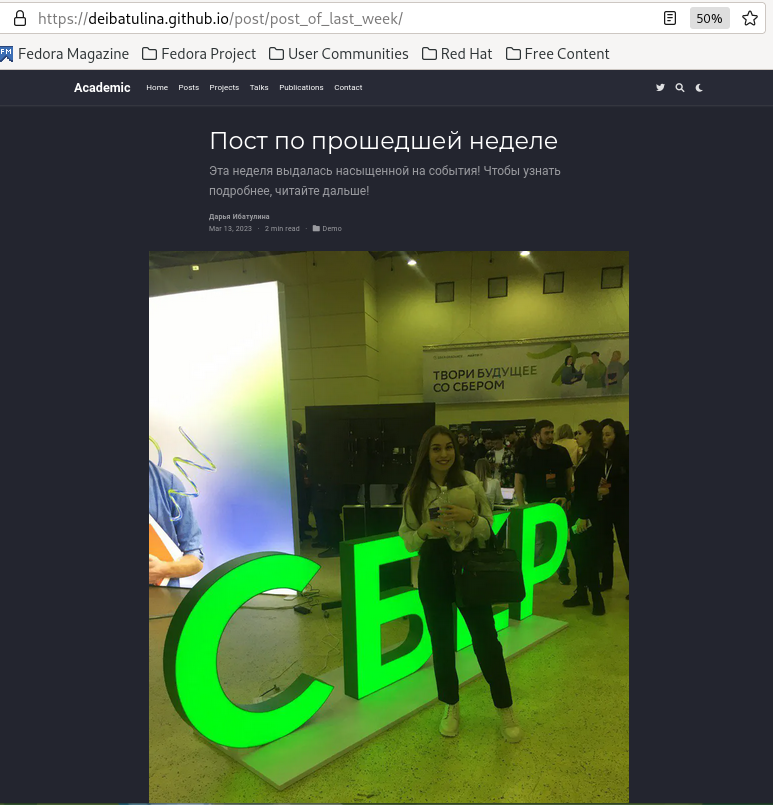 https://deibatulina.github.io/post/post_of_last_week/
50%
Fedora Magazine
Fedora Project
User Communities
Red Hat
Free Content
Academic
Home
Posts
Projects
Talks
Publications
Contact
Пост по прошедшей неделе
Эта неделя выдалась насыщенной на события! Чтобы узнать
подробнее, читайте дальше!
Дарья Ибатулина
Mar 13, 2023 · 2 min read · Demo
ТВОРИ БУДУЩЕЕ
СО СБЕРОМ
СБЕР